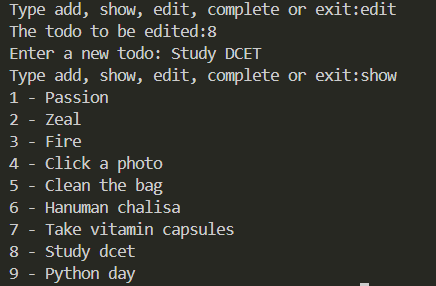 Type add, show, edit, complete or exit:edit
The todo to be edited:8
Enter a new todo: Study DCET
Type add, show, edit, complete or exit:show
1 - Passion
2 - Zeal
3 - Fire
4 - Click a photo
5 - Clean the bag
6 - Hanuman chalisa
7 - Take vitamin capsules
8 - Study dcet
9 - Python day